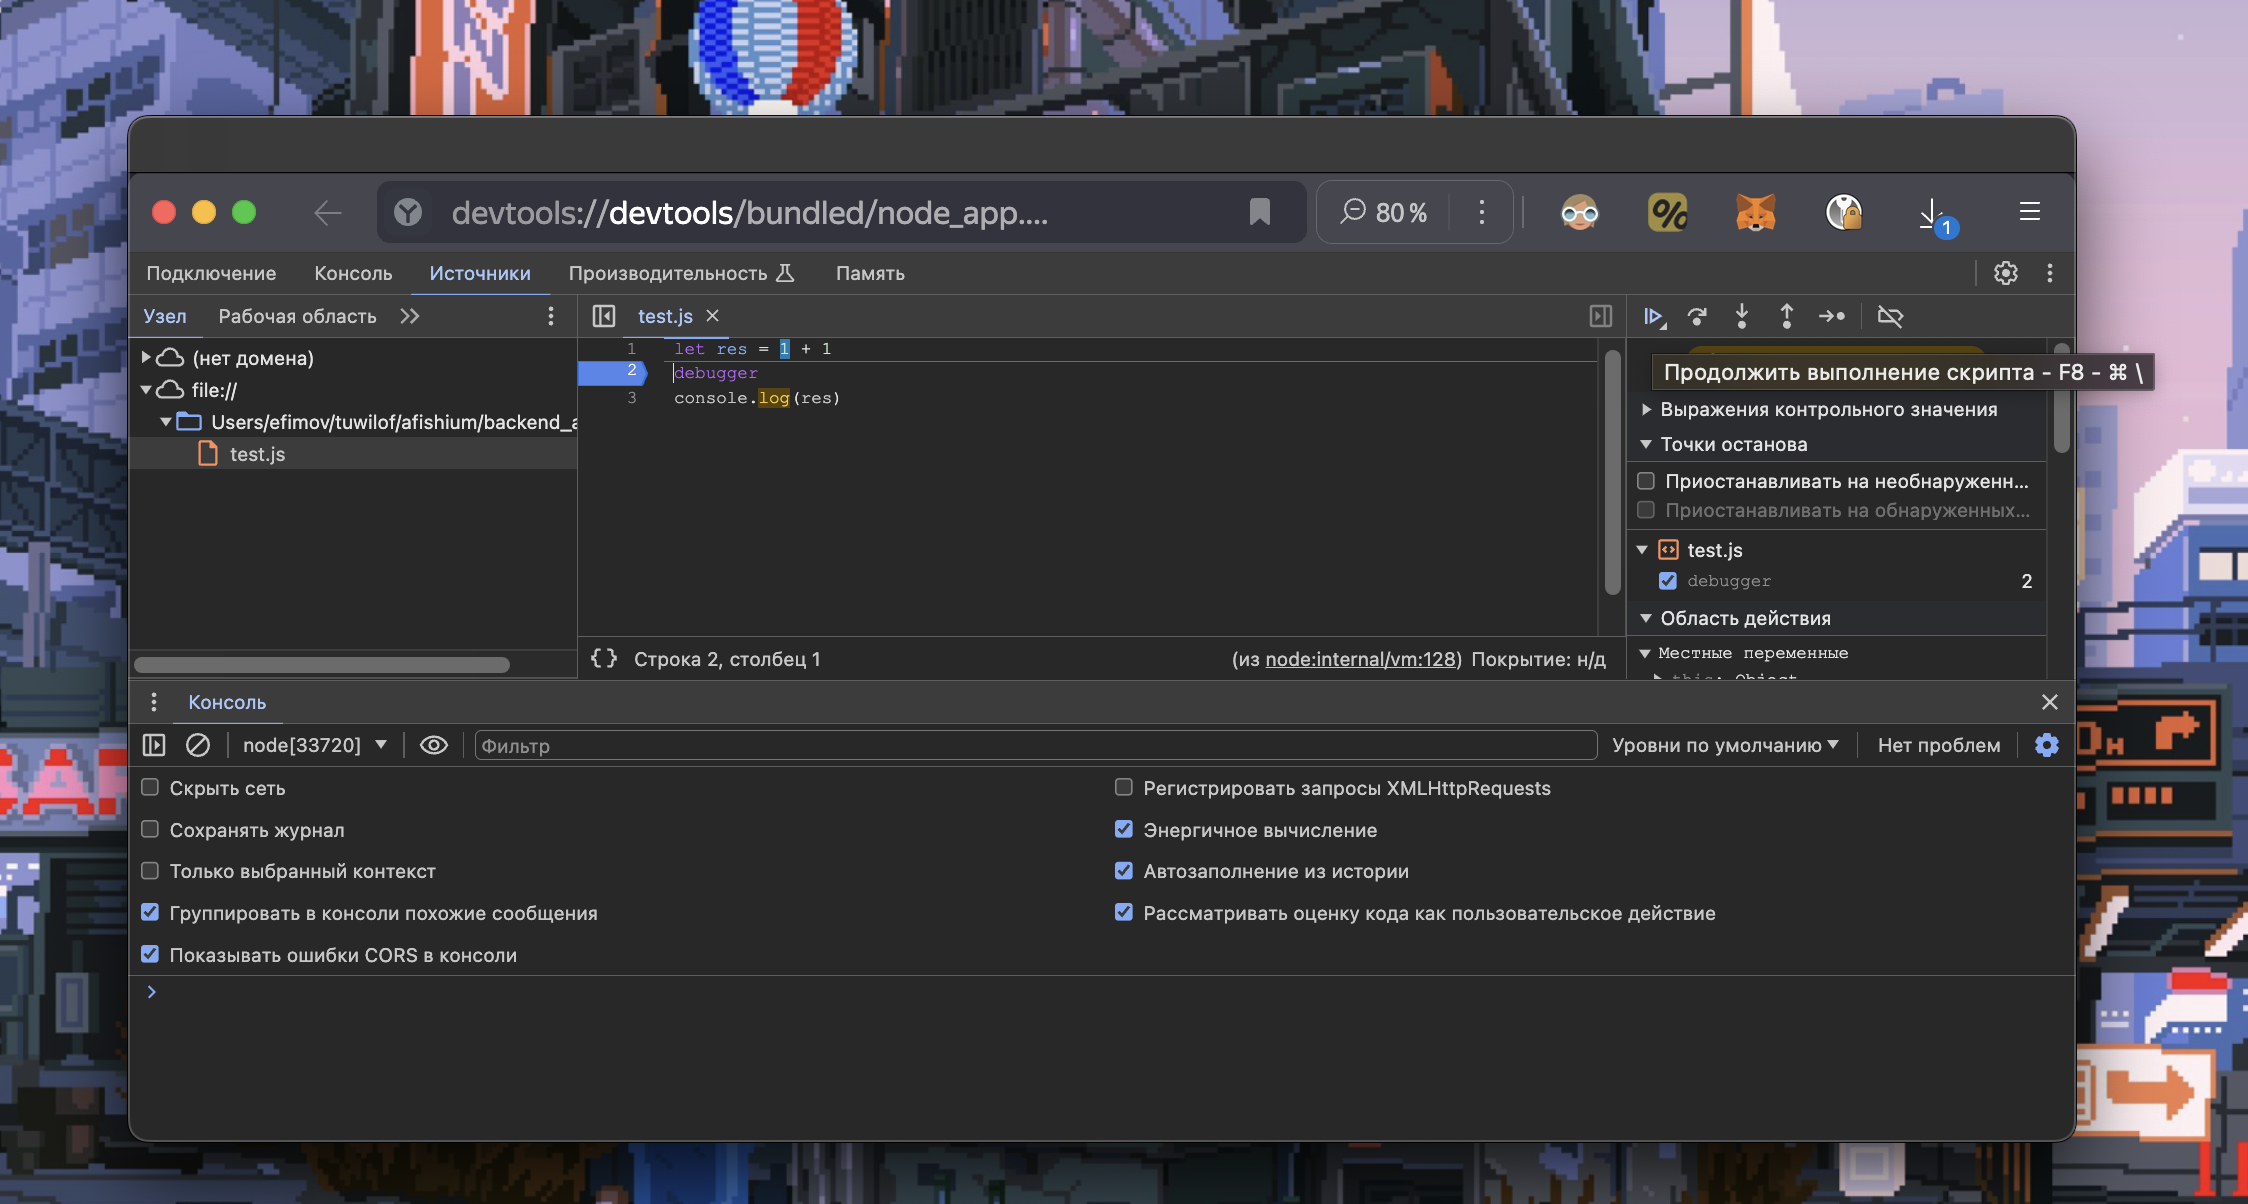 devtools://devtools/bundled/node_app....
80 %
1
Подключение
Консоль
Источники
Производительность
Память
Узел
Рабочая область
test.js
(нет домена)
file://
Users/efimov/tuwilof/afishium/backend_a
test.js
1 let res = 1 + 1
2 debugger
3 console.log(res)
Строка 2, столбец 1
(из node:internal/vm:128) Покрытие: н/д
Продолжить выполнение скрипта - F8 - ⌘ \
Выражения контрольного значения
Точки останова
Приостанавливать на необнаруженн...
Приостанавливать на обнаруженных...
test.js
debugger 2
Область действия
Местные переменные
this: Object
Консоль
node[33720]
Фильтр
Уровни по умолчанию
Нет проблем
Скрыть сеть
Сохранять журнал
Только выбранный контекст
Группировать в консоли похожие сообщения
Показывать ошибки CORS в консоли
Регистрировать запросы XMLHttpRequests
Энергичное вычисление
Автозаполнение из истории
Рассматривать оценку кода как пользовательское действие